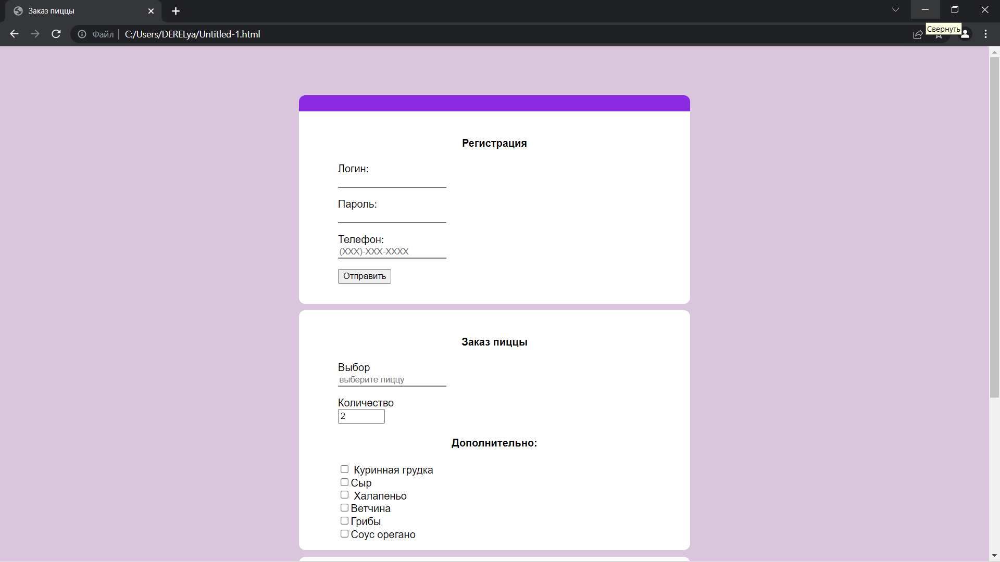 Заказ пиццы
Файл
C:/Users/DERELya/Untitled-1.html
Свернуть
Регистрация
Логин:
Пароль:
Телефон:
(XXX)-XXX-XXXX
Отправить
Заказ пиццы
Выбор
выберите пиццу
Количество
2
Дополнительно:
Куринная грудка
Сыр
Халапеньо
Ветчина
Грибы
Соус орегано